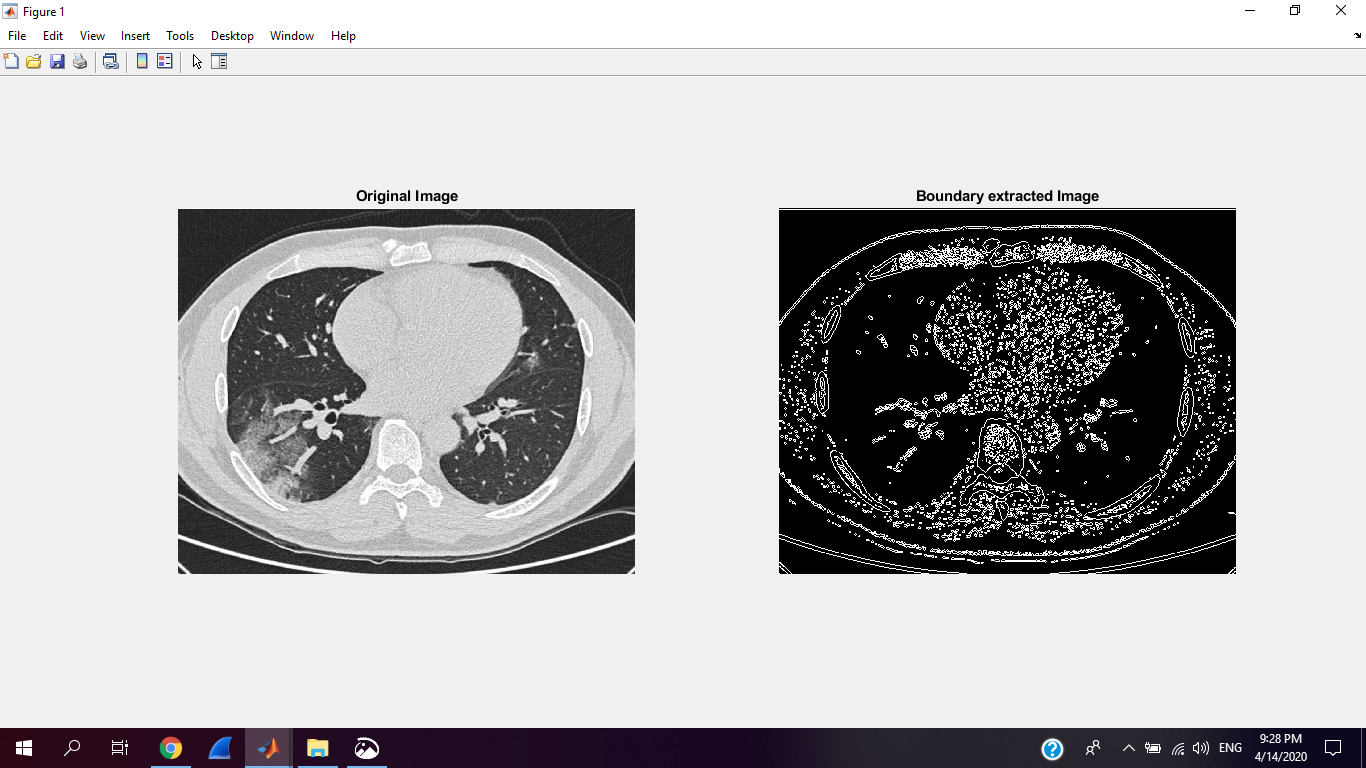 Figure 1
File Edit View Insert Tools Desktop Window Help
Original Image
Boundary extracted Image
ENG
9:28 PM
4/14/2020